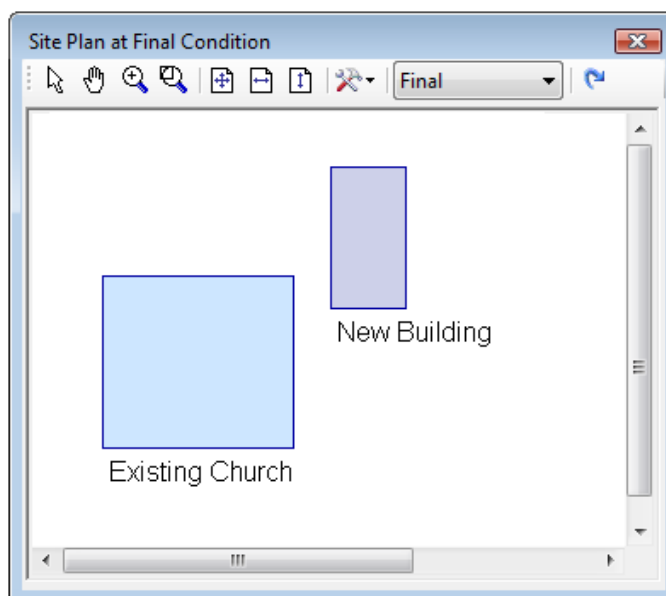 Site Plan at Final Condition
Final
New Building
Existing Church